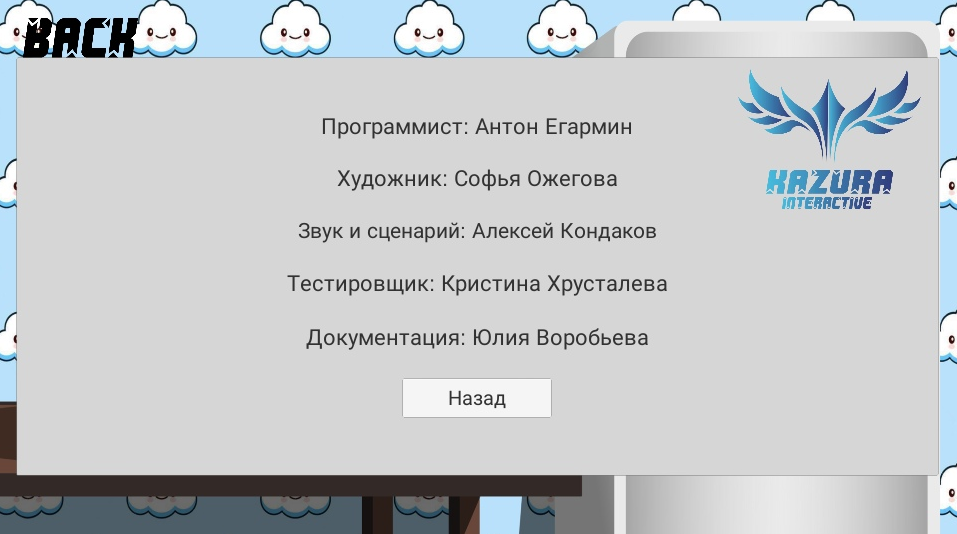 BACK
Программист: Антон Егармин
KAZURA
INTERACTIVE
Художник: Софья Ожегова
Звук и сценарий: Алексей Кондаков
Тестировщик: Кристина Хрусталева
Документация: Юлия Воробьева
Назад